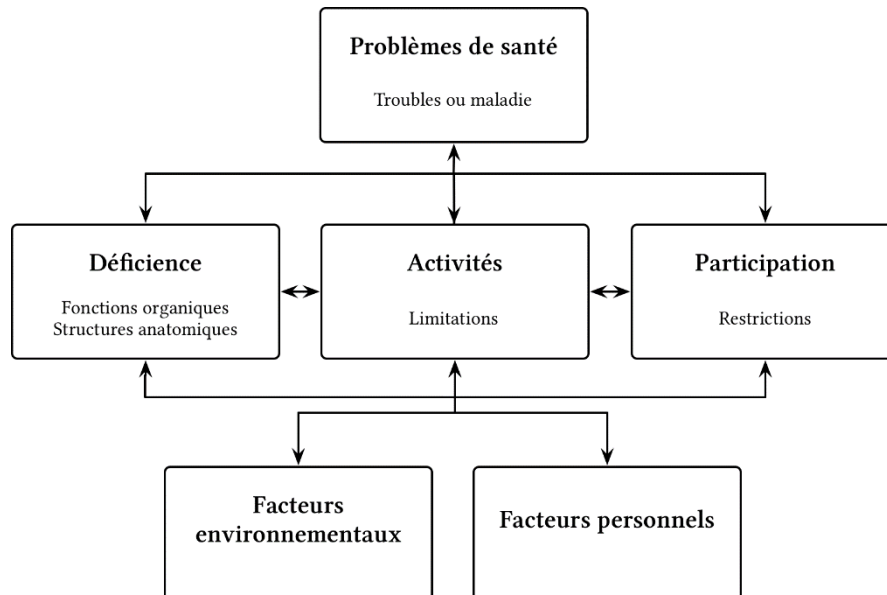 Problèmes de santé
Troubles ou maladie
Déficience
Fonctions organiques
Structures anatomiques
Activités
Limitations
Participation
Restrictions
Facteurs
environnementaux
Facteurs personnels